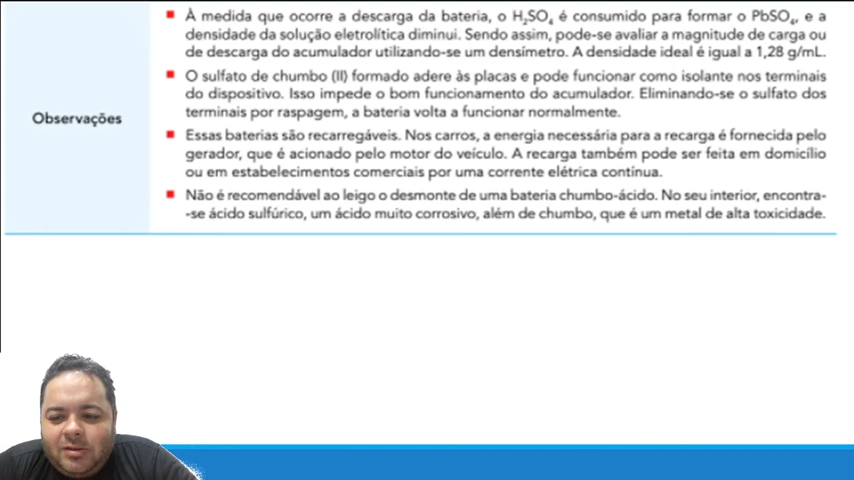 Observações
À medida que ocorre a descarga da bateria, o H₂SO₄ é consumido para formar o PbSO₄, e a
densidade da solução eletrolítica diminui. Sendo assim, pode-se avaliar a magnitude de carga ou
de descarga do acumulador utilizando-se um densímetro. A densidade ideal é igual a 1,28 g/mL.
O sulfato de chumbo (II) formado adere às placas e pode funcionar como isolante nos terminais
do dispositivo. Isso impede o bom funcionamento do acumulador. Eliminando-se o sulfato dos
terminais por raspagem, a bateria volta a funcionar normalmente.
Essas baterias são recarregáveis. Nos carros, a energia necessária para a recarga é fornecida pelo
gerador, que é acionado pelo motor do veículo. A recarga também pode ser feita em domicílio
ou em estabelecimentos comerciais por uma corrente elétrica contínua.
Não é recomendável ao leigo o desmonte de uma bateria chumbo-ácido. No seu interior, encontra-
-se ácido sulfúrico, um ácido muito corrosivo, além de chumbo, que é um metal de alta toxicidade.